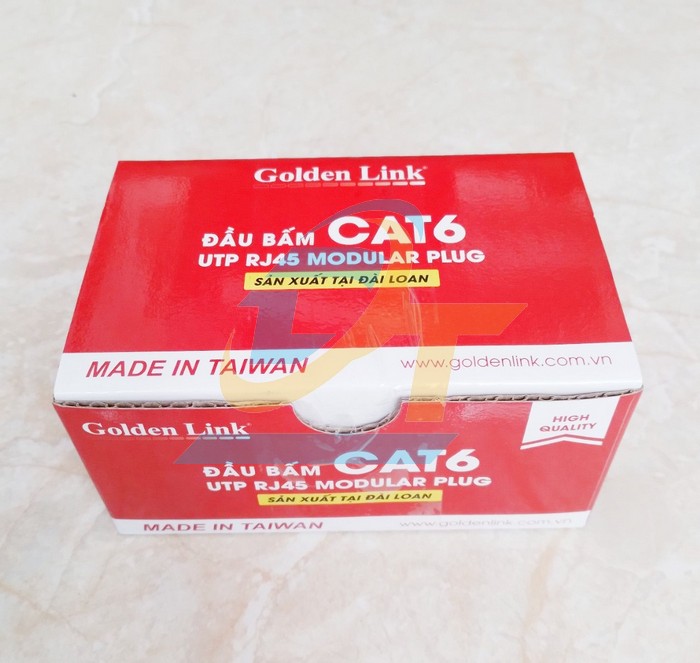 Golden Link®
ĐẦU BẤM CAT6
UTP RJ45 MODULAR PLUG
SẢN XUẤT TẠI ĐÀI LOAN
MADE IN TAIWAN www.goldenlink.com.vn
Golden Link®
HIGH
QUALITY
ĐẦU BẤM CAT6
UTP RJ45 MODULAR PLUG
SẢN XUẤT TẠI ĐÀI LOAN
MADE IN TAIWAN www.goldenlink.com.vn